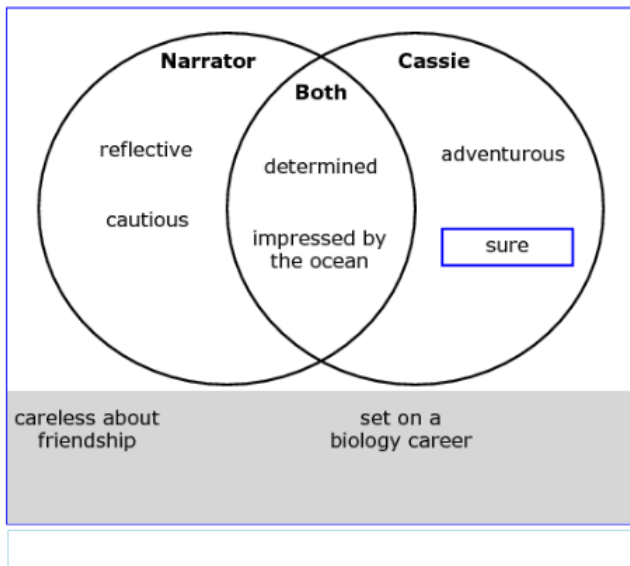 Narrator
Cassie
Both
reflective
determined
adventurous
cautious
impressed by
the ocean
sure
careless about
friendship
set on a
biology career